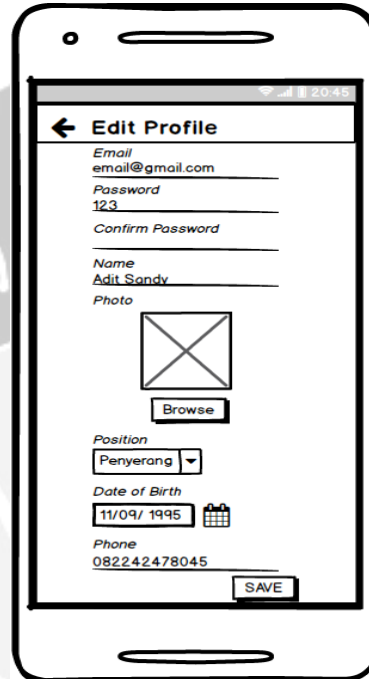 20:45
Edit Profile
Email
email@gmail.com
Password
123
Confirm Password
Name
Adit Sandy
Photo
Browse
Position
Penyerang
Date of Birth
11/09/ 1995
Phone
082242478045
SAVE